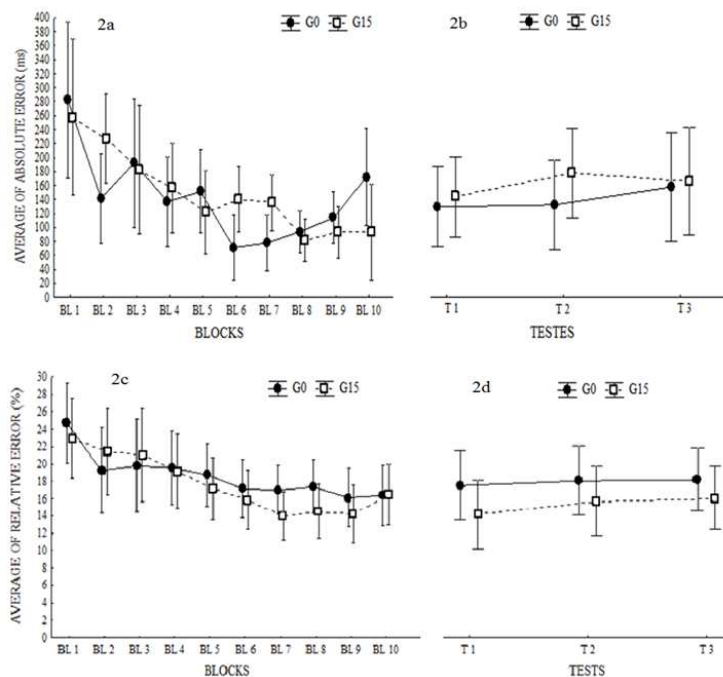 2a
G0 G15
2b
G0 G15
AVERAGE OF ABSOLUTE ERROR (ms)
400
380
360
340
320
300
280
260
240
220
200
180
160
140
120
100
80
60
40
20
0
BL 1 BL 2 BL 3 BL 4 BL 5 BL 6 BL 7 BL 8 BL 9 BL 10
BLOCKS
T 1 T 2 T 3
TESTES
2c
G0 G15
2d
G0 G15
AVERAGE OF RELATIVE ERROR (%)
30
28
26
24
22
20
18
16
14
12
10
8
6
4
2
0
BL 1 BL 2 BL 3 BL 4 BL 5 BL 6 BL 7 BL 8 BL 9 BL 10
BLOCKS
T 1 T 2 T 3
TESTS